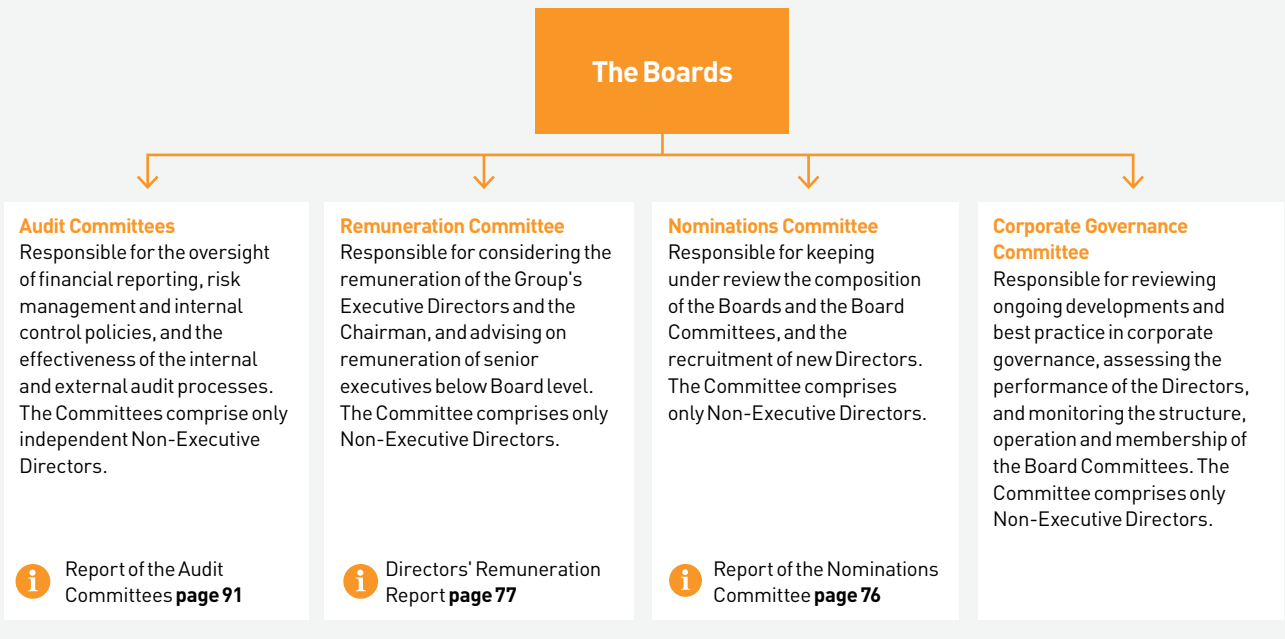 The Boards
Audit Committees
Responsible for the oversight
of financial reporting, risk
management and internal
control policies, and the
effectiveness of the internal
and external audit processes.
The Committees comprise only
independent Non-Executive
Directors.
i
Report of the Audit
Committees page 91
Remuneration Committee
Responsible for considering the
remuneration of the Group's
Executive Directors and the
Chairman, and advising on
remuneration of senior
executives below Board level.
The Committee comprises only
Non-Executive Directors.
i
Directors' Remuneration
Report page 77
Nominations Committee
Responsible for keeping
under review the composition
of the Boards and the Board
Committees, and the
recruitment of new Directors.
The Committee comprises
only Non-Executive Directors.
i
Report of the Nominations
Committee page 76
Corporate Governance
Committee
Responsible for reviewing
ongoing developments and
best practice in corporate
governance, assessing the
performance of the Directors,
and monitoring the structure,
operation and membership of
the Board Committees. The
Committee comprises only
Non-Executive Directors.